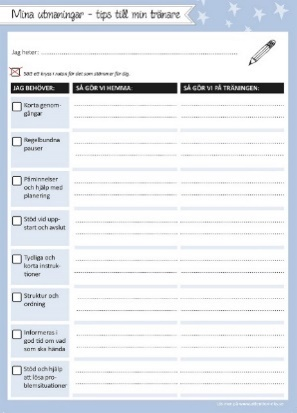 Mina utmaningar - tips till min tränare
Jag heter:
Sätt ett kryss i rutan för det som stämmer för dig.
JAG BEHÖVER: SÅ GÖR VI HEMMA: SÅ GÖR VI PÅ TRÄNINGEN:
Korta genom-
gångar
Regelbundna
pauser
Påminnelser
och hjälp med
planering
Stöd vid upp-
start och avslut
Tydliga och
korta instruk-
tioner
Struktur och
ordning
Informeras i
god tid om vad
som ska hända
Stöd och hjälp
att lösa pro-
blemsituationer